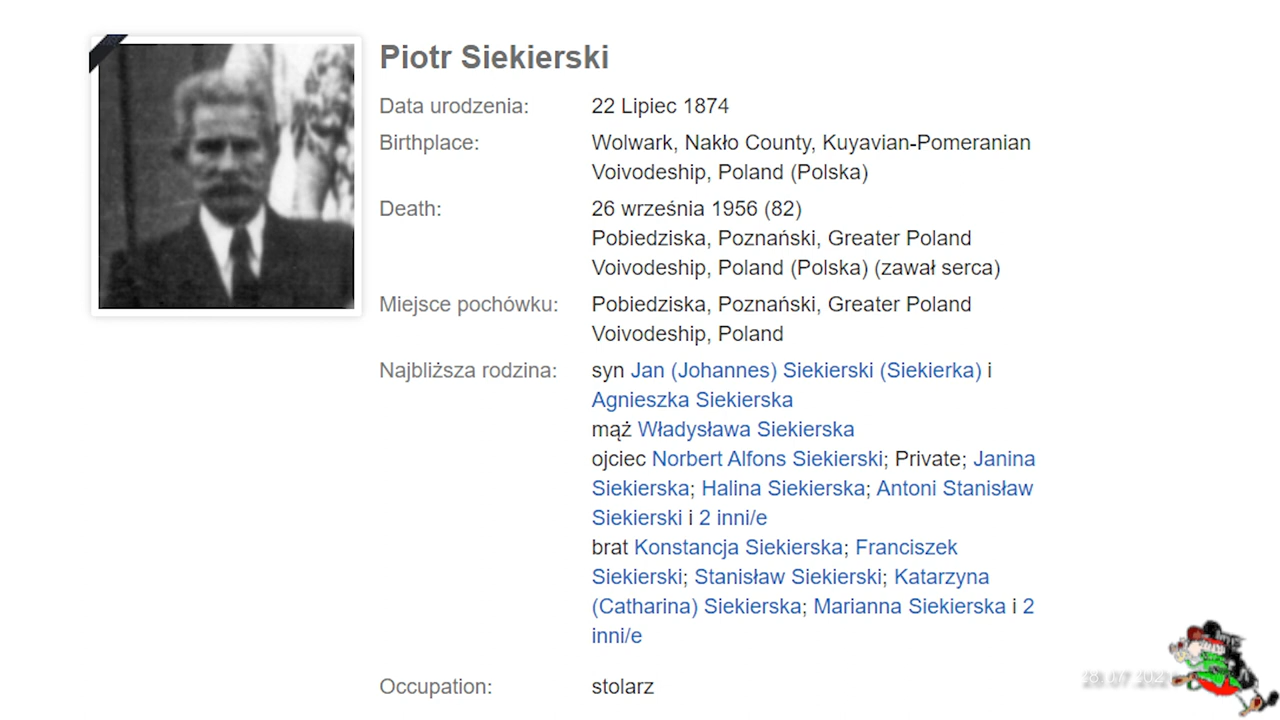 Piotr Siekierski
Data urodzenia: 22 Lipiec 1874
Birthplace: Wolwark, Nakło County, Kuyavian-Pomeranian
Voivodeship, Poland (Polska)
Death: 26 września 1956 (82)
Pobiedziska, Poznański, Greater Poland
Voivodeship, Poland (Polska) (zawał serca)
Miejsce pochówku: Pobiedziska, Poznański, Greater Poland
Voivodeship, Poland
Najbliższa rodzina: syn Jan (Johannes) Siekierski (Siekierka) i
Agnieszka Siekierska
mąż Władysława Siekierska
ojciec Norbert Alfons Siekierski; Private; Janina
Siekierska; Halina Siekierska; Antoni Stanisław
Siekierski i 2 inni/e
brat Konstancja Siekierska; Franciszek
Siekierski; Stanisław Siekierski; Katarzyna
(Catharina) Siekierska; Marianna Siekierska i 2
inni/e
Occupation: stolarz